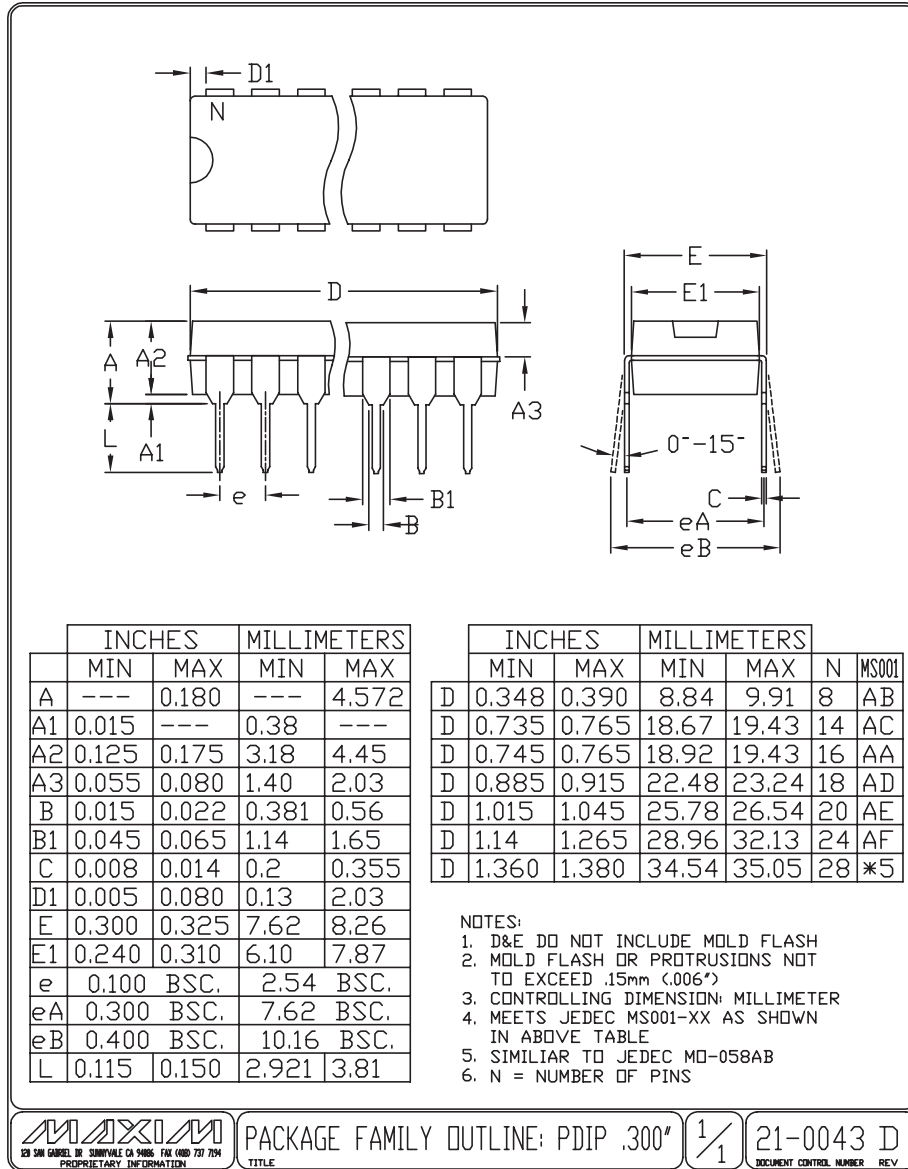 D1
N
D
E
E1
A
A2
A3
L
A1
e
B1
B
0°-15°
C
eA
eB
INCHES MILLIMETERS
MIN MAX MIN MAX
A --- 0.180 --- 4.572
A1 0.015 --- 0.38 ---
A2 0.125 0.175 3.18 4.45
A3 0.055 0.080 1.40 2.03
B 0.015 0.022 0.381 0.56
B1 0.045 0.065 1.14 1.65
C 0.008 0.014 0.2 0.355
D1 0.005 0.080 0.13 2.03
E 0.300 0.325 7.62 8.26
E1 0.240 0.310 6.10 7.87
e 0.100 BSC. 2.54 BSC.
eA 0.300 BSC. 7.62 BSC.
eB 0.400 BSC. 10.16 BSC.
L 0.115 0.150 2.921 3.81
INCHES MILLIMETERS
MIN MAX MIN MAX N MS001
D 0.348 0.390 8.84 9.91 8 AB
D 0.735 0.765 18.67 19.43 14 AC
D 0.745 0.765 18.92 19.43 16 AA
D 0.885 0.915 22.48 23.24 18 AD
D 1.015 1.045 25.78 26.54 20 AE
D 1.14 1.265 28.96 32.13 24 AF
D 1.360 1.380 34.54 35.05 28 *5
NOTES:
1. D&E DO NOT INCLUDE MOLD FLASH
2. MOLD FLASH OR PROTRUSIONS NOT
TO EXCEED .15mm (.006")
3. CONTROLLING DIMENSION: MILLIMETER
4. MEETS JEDEC MS001-XX AS SHOWN
IN ABOVE TABLE
5. SIMILIAR TO JEDEC MO-058AB
6. N = NUMBER OF PINS
MAXIM
120 SAN GABRIEL DR SUNNYVALE CA 94086 FAX (408) 737 7194
PROPRIETARY INFORMATION
PACKAGE FAMILY OUTLINE: PDIP .300"
TITLE
1/1
21-0043 D
DOCUMENT CONTROL NUMBER REV